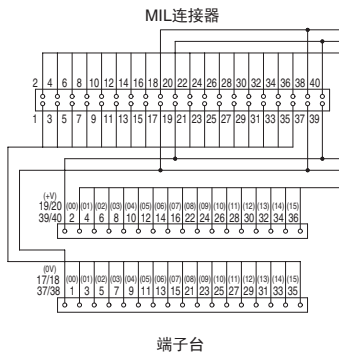 MIL连接器
2 4 6 8 10 12 14 16 18 20 22 24 26 28 30 32 34 36 38 40
1 3 5 7 9 11 13 15 17 19 21 23 25 27 29 31 33 35 37 39
(+V)
19/20 (00) (01) (02) (03) (04) (05) (06) (07) (08) (09) (10) (11) (12) (13) (14) (15)
39/40 2 4 6 8 10 12 14 16 22 24 26 28 30 32 34 36
(0V)
17/18 (00) (01) (02) (03) (04) (05) (06) (07) (08) (09) (10) (11) (12) (13) (14) (15)
37/38 1 3 5 7 9 11 13 15 21 23 25 27 29 31 33 35
端子台